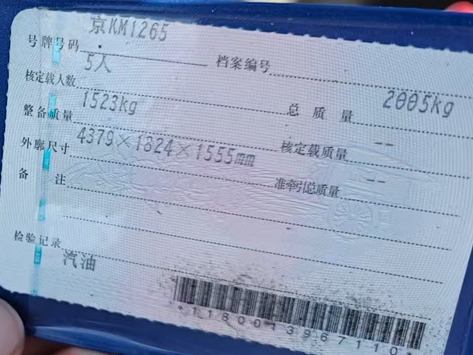 号牌号码 京KM1265 档案编号
核定载人数 5人 总质量 2005kg
整备质量 1523kg 核定载质量 --
外廓尺寸 4379×1824×1555mm 准牵引总质量 --
备注
检验记录 汽油
*1180013967110*